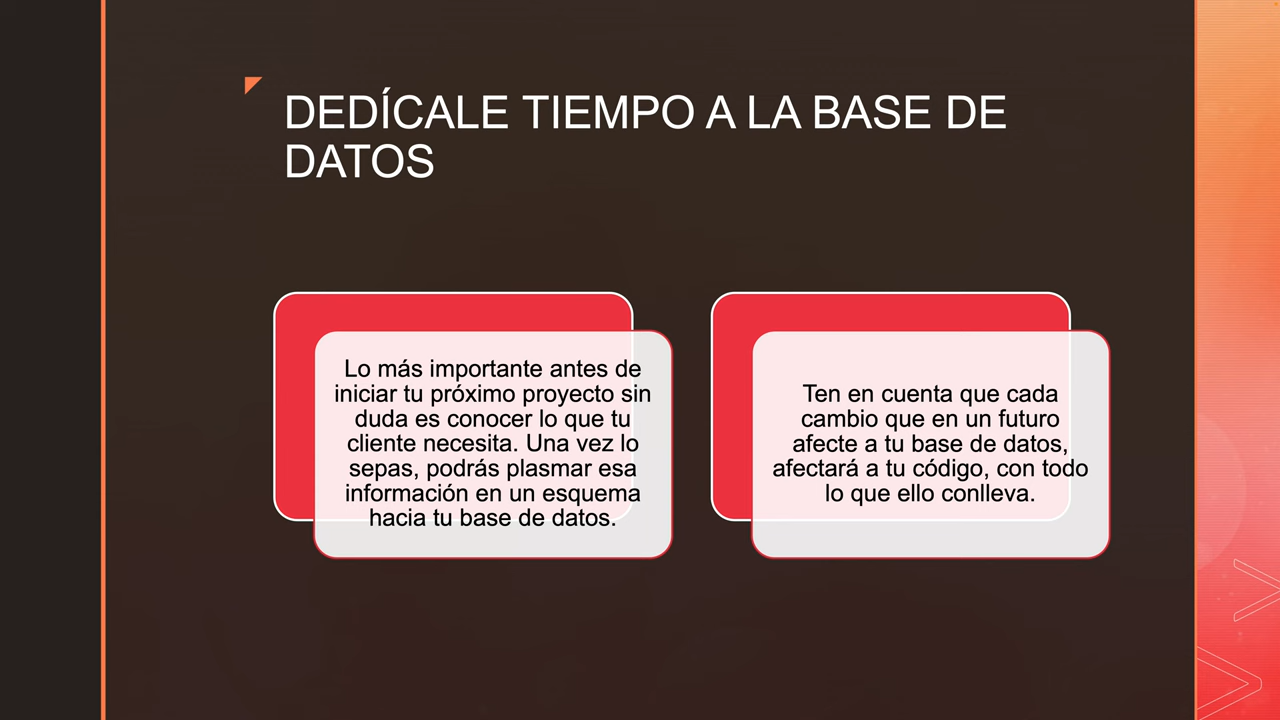 DEDÍCALE TIEMPO A LA BASE DE
DATOS
Lo más importante antes de
iniciar tu próximo proyecto sin
duda es conocer lo que tu
cliente necesita. Una vez lo
sepas, podrás plasmar esa
información en un esquema
hacia tu base de datos.
Ten en cuenta que cada
cambio que en un futuro
afecte a tu base de datos,
afectará a tu código, con todo
lo que ello conlleva.